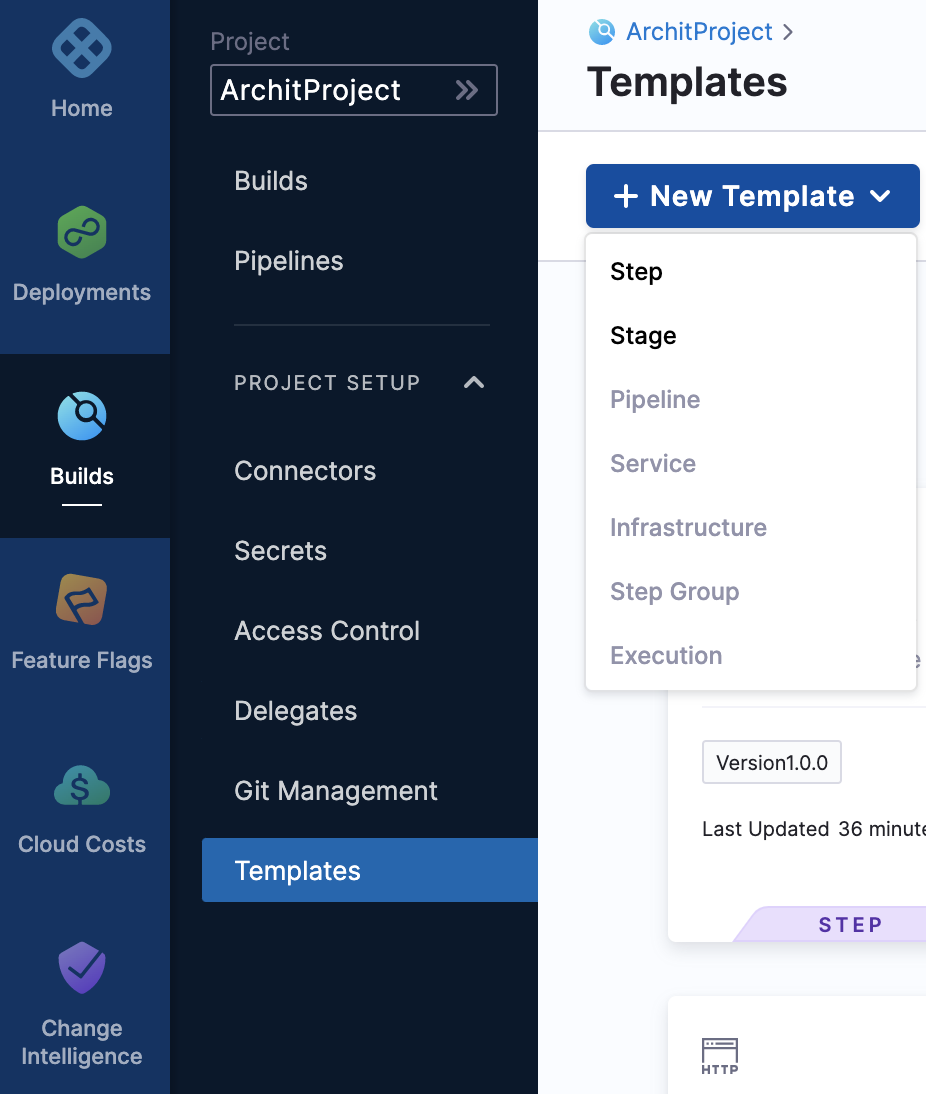 Home
Deployments
Builds
Feature Flags
Cloud Costs
Change
Intelligence
Project
ArchitProject
Builds
Pipelines
PROJECT SETUP
Connectors
Secrets
Access Control
Delegates
Git Management
Templates
ArchitProject
Templates
+ New Template
Step
Stage
Pipeline
Service
Infrastructure
Step Group
Execution
Version1.0.0
Last Updated 36 minute
STEP
HTTP